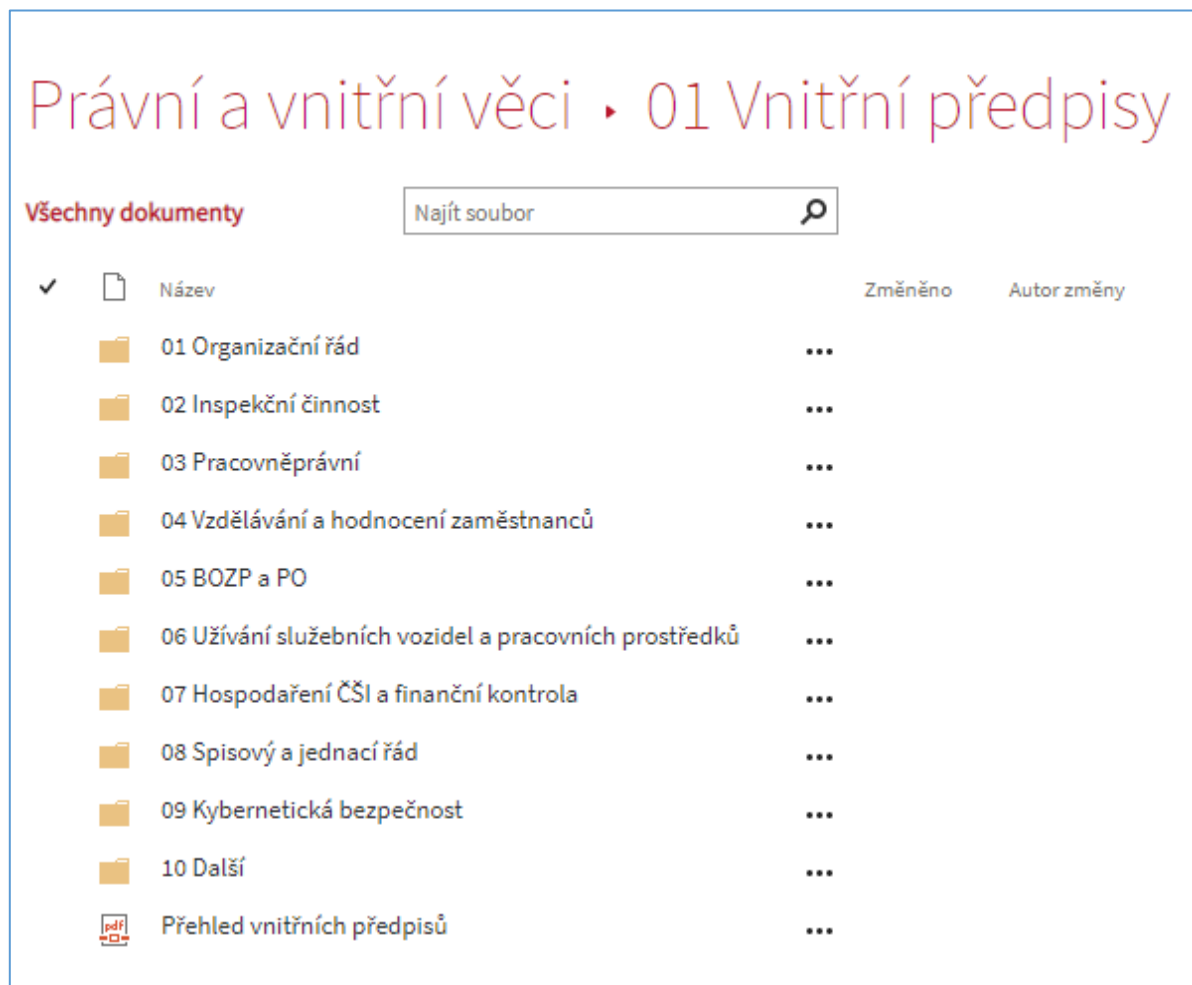 Právní a vnitřní věci ▸ 01 Vnitřní předpisy
Všechny dokumenty Najít soubor
Název Změněno Autor změny
01 Organizační řád ...
02 Inspekční činnost ...
03 Pracovněprávní ...
04 Vzdělávání a hodnocení zaměstnanců ...
05 BOZP a PO ...
06 Užívání služebních vozidel a pracovních prostředků ...
07 Hospodaření ČŠI a finanční kontrola ...
08 Spisový a jednací řád ...
09 Kybernetická bezpečnost ...
10 Další ...
pdf Přehled vnitřních předpisů ...